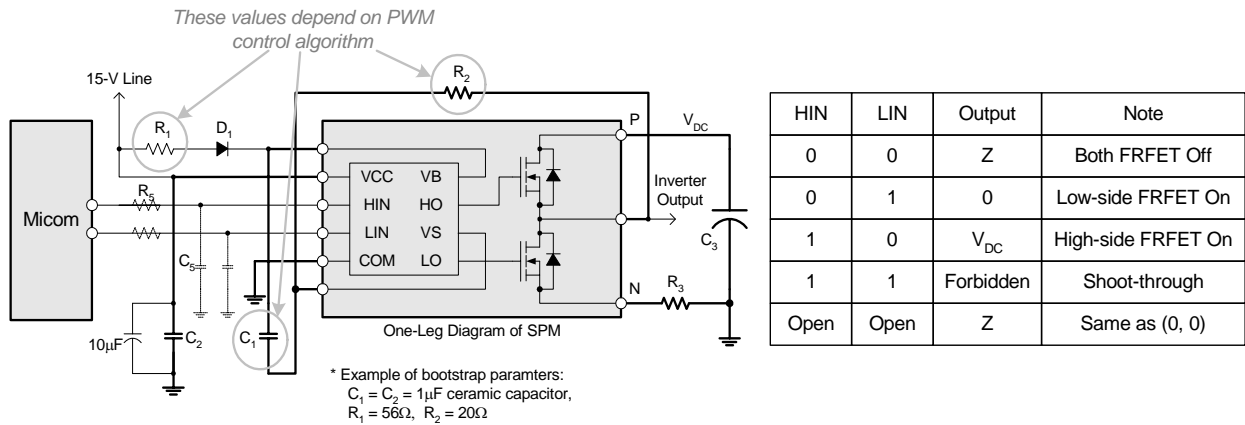 These values depend on PWM
control algorithm
15-V Line
R1
D1
R2
Micom
R5
C5
10μF
C2
C1
VCC
VB
HIN
HO
LIN
VS
COM
LO
P
VDC
Inverter
Output
C3
N
R3
One-Leg Diagram of SPM
* Example of bootstrap paramters:
C1 = C2 = 1μF ceramic capacitor,
R1 = 56Ω, R2 = 20Ω
HIN LIN Output Note
0 0 Z Both FRFET Off
0 1 0 Low-side FRFET On
1 0 VDC High-side FRFET On
1 1 Forbidden Shoot-through
Open Open Z Same as (0, 0)